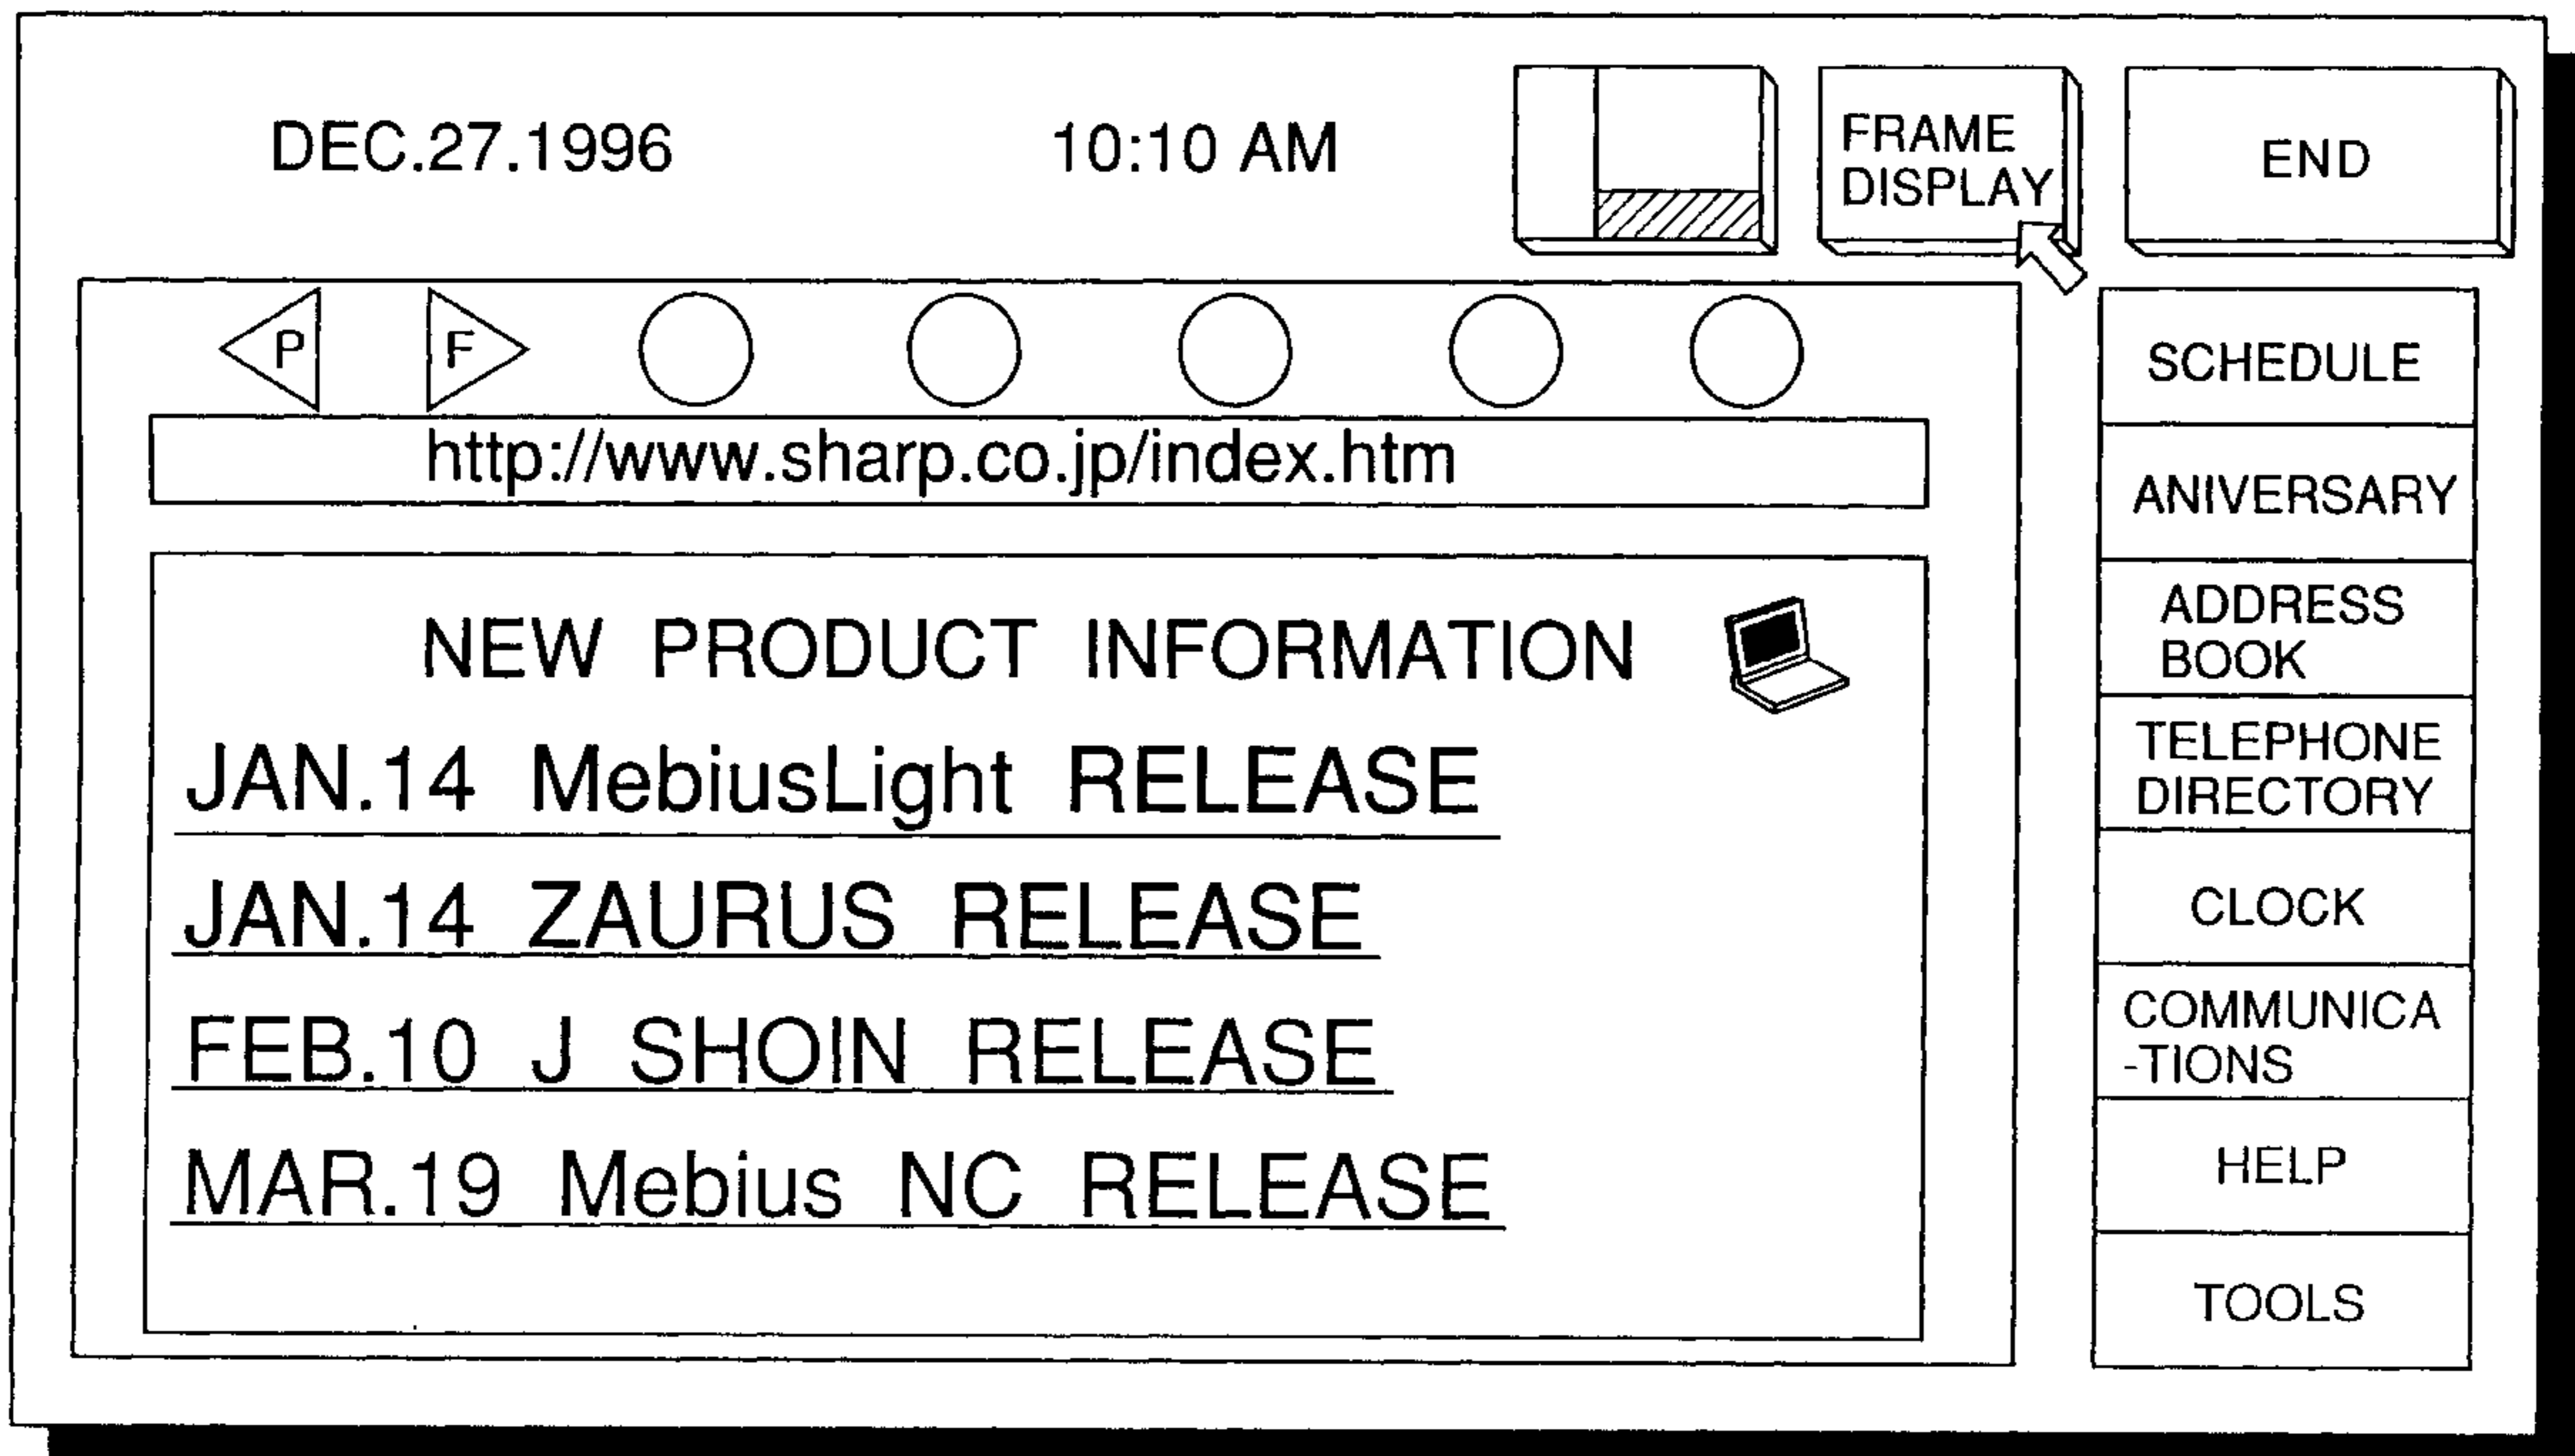 DEC.27.1996 10:10 AM
FRAME
DISPLAY
END
P F
http://www.sharp.co.jp/index.htm
NEW PRODUCT INFORMATION
JAN.14 MebiusLight RELEASE
JAN.14 ZAURUS RELEASE
FEB.10 J SHOIN RELEASE
MAR.19 Mebius NC RELEASE
SCHEDULE
ANIVERSARY
ADDRESS
BOOK
TELEPHONE
DIRECTORY
CLOCK
COMMUNICA
-TIONS
HELP
TOOLS